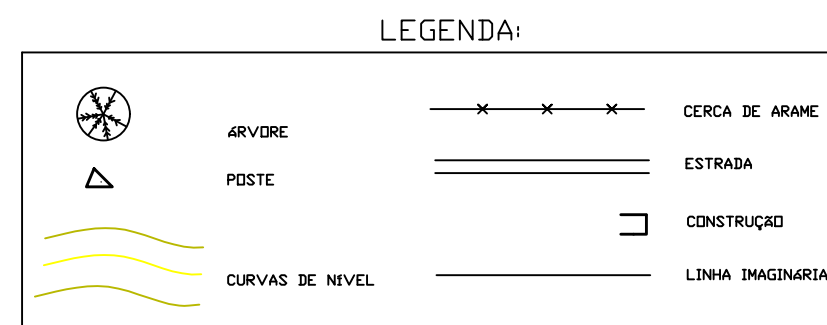 LEGENDA:
ÁRVORE
POSTE
CURVAS DE NÍVEL
CERCA DE ARAME
ESTRADA
CONSTRUÇÃO
LINHA IMAGINÁRIA